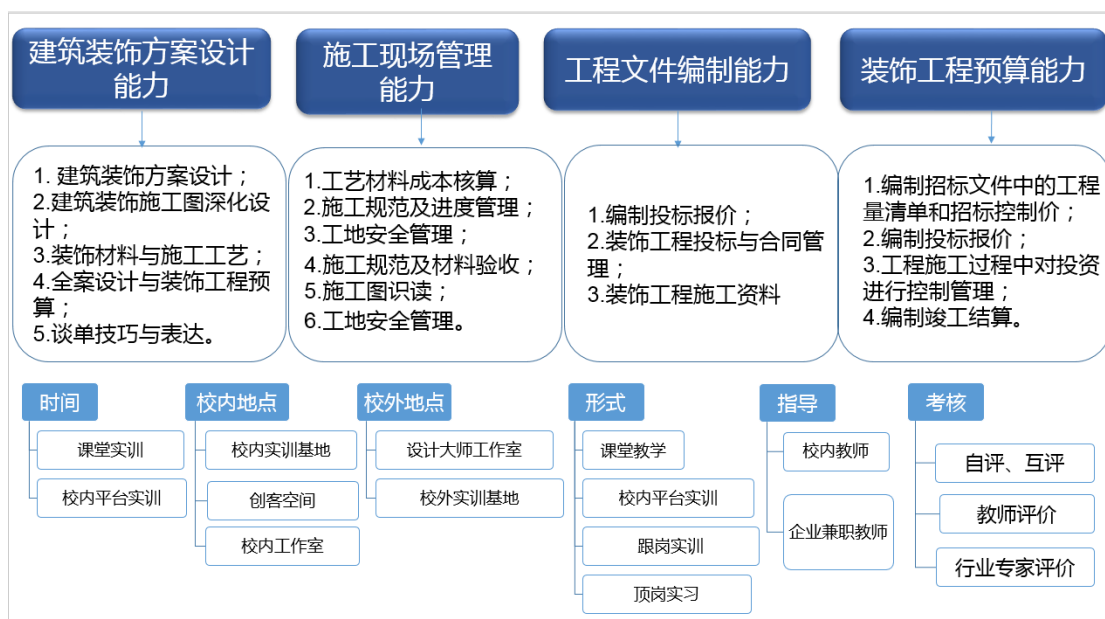 建筑装饰方案设计
能力
施工现场管理
能力
工程文件编制能力
装饰工程预算能力
1. 建筑装饰方案设计；
2.建筑装饰施工图深化设
计；
3.装饰材料与施工工艺；
4.全案设计与装饰工程预
算；
5.谈单技巧与表达。
1.工艺材料成本核算；
2.施工规范及进度管理；
3.工地安全管理；
4.施工规范及材料验收；
5.施工图识读；
6.工地安全管理。
1.编制投标报价；
2.装饰工程投标与合同管
理；
3.装饰工程施工资料
1.编制招标文件中的工程
量清单和招标控制价；
2.编制投标报价；
3.工程施工过程中对投资
进行控制管理；
4.编制竣工结算。
时间
课堂实训
校内平台实训
校内地点
校内实训基地
创客空间
校内工作室
校外地点
设计大师工作室
校外实训基地
形式
课堂教学
校内平台实训
跟岗实训
顶岗实习
指导
校内教师
企业兼职教师
考核
自评、互评
教师评价
行业专家评价